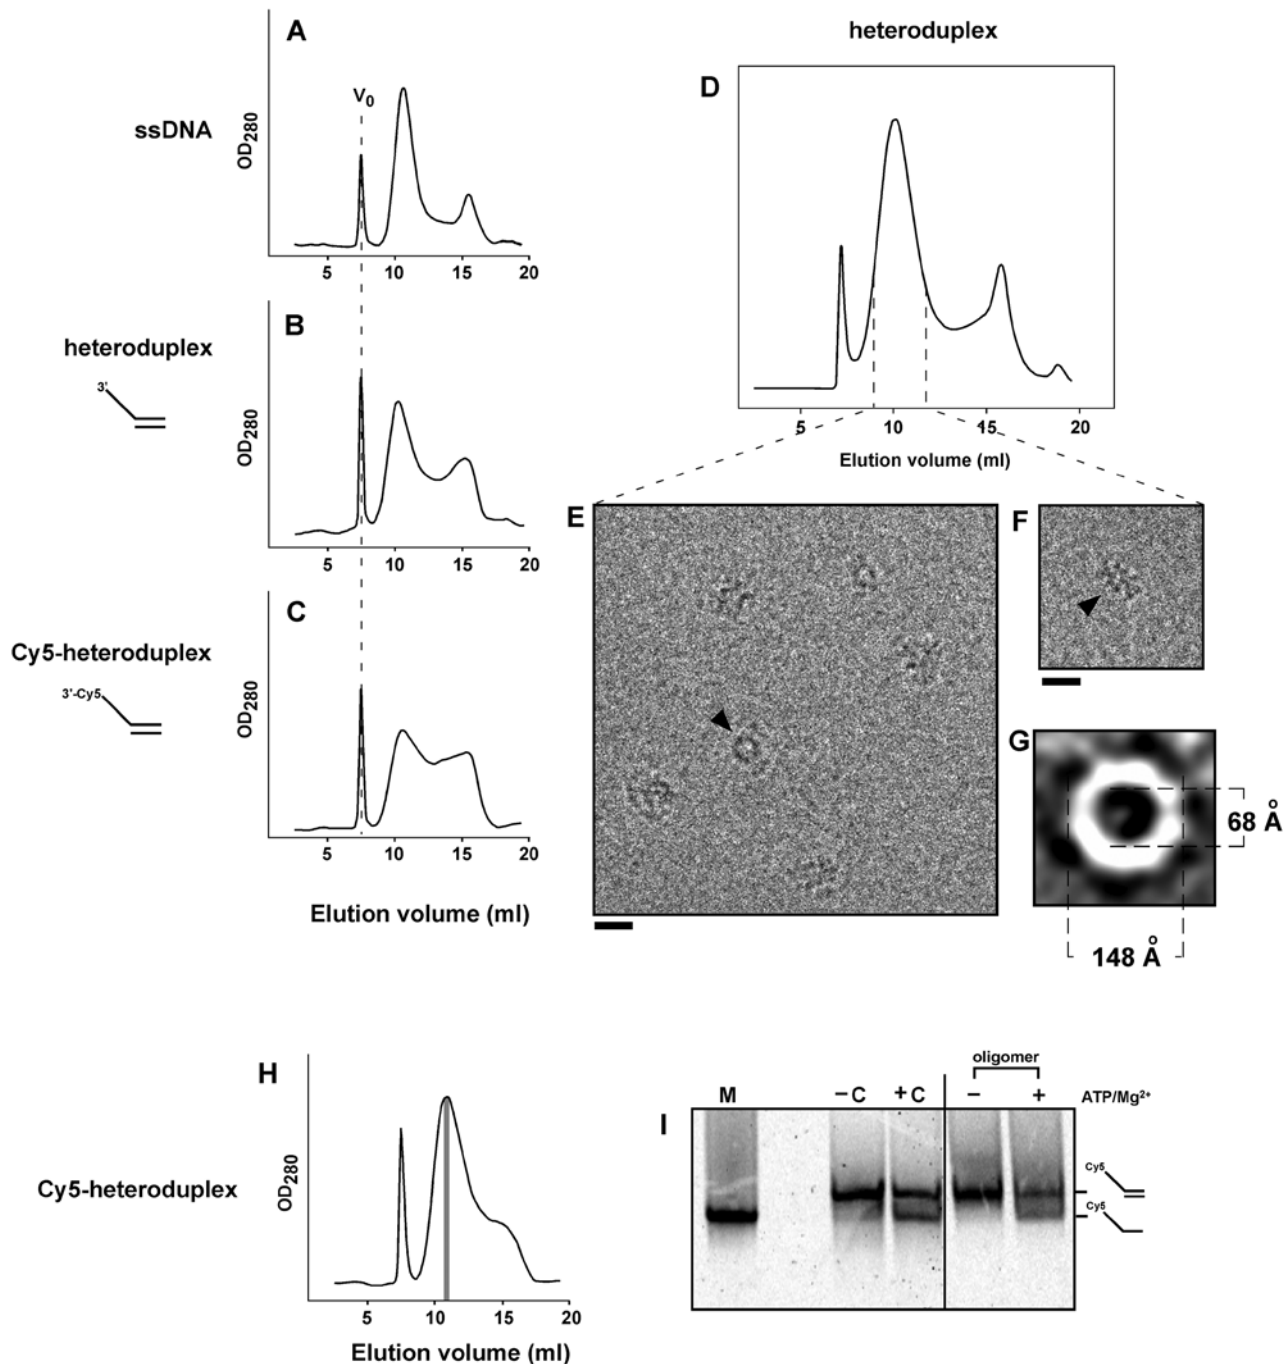 A
ssDNA
OD280
V0
5 10 15 20
B
heteroduplex
3'
OD280
5 10 15 20
C
Cy5-heteroduplex
3'-Cy5
OD280
5 10 15 20
Elution volume (ml)
heteroduplex
D
5 10 15 20
Elution volume (ml)
E
F
G
68 Å
148 Å
H
Cy5-heteroduplex
OD280
5 10 15 20
Elution volume (ml)
I
oligomer
M – C + C – + ATP/Mg2+
Cy5
Cy5